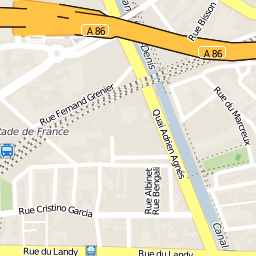 Rue Bisson
A 86
Denis
A 86
Rue Fernand Grenier
Quai Adrien Agnès
Rue du Marcreux
tade de France
Rue Albinet
Rue Bengali
Rue Cristino Garcia
Canal
Rue du Landy
Rue du Landy